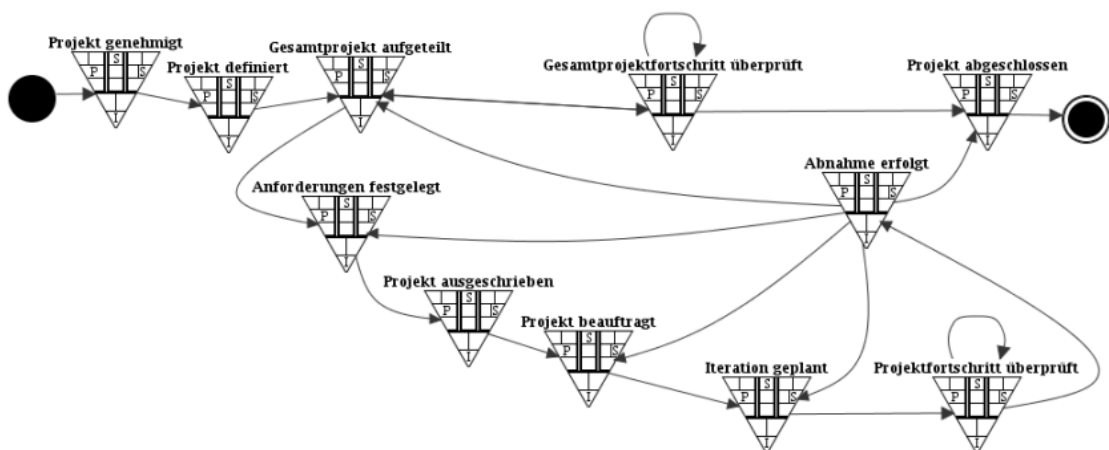 Projekt genehmigt
S
P
S
I
Projekt definiert
S
P
S
I
Gesamtprojekt aufgeteilt
S
P
S
I
Gesamtprojektfortschritt überprüft
S
P
S
I
Projekt abgeschlossen
S
P
S
I
Abnahme erfolgt
S
P
S
I
Anforderungen festgelegt
S
P
S
I
Projekt ausgeschrieben
S
P
S
I
Projekt beauftragt
S
P
S
I
Iteration geplant
S
P
S
I
Projektfortschritt überprüft
S
P
S
I